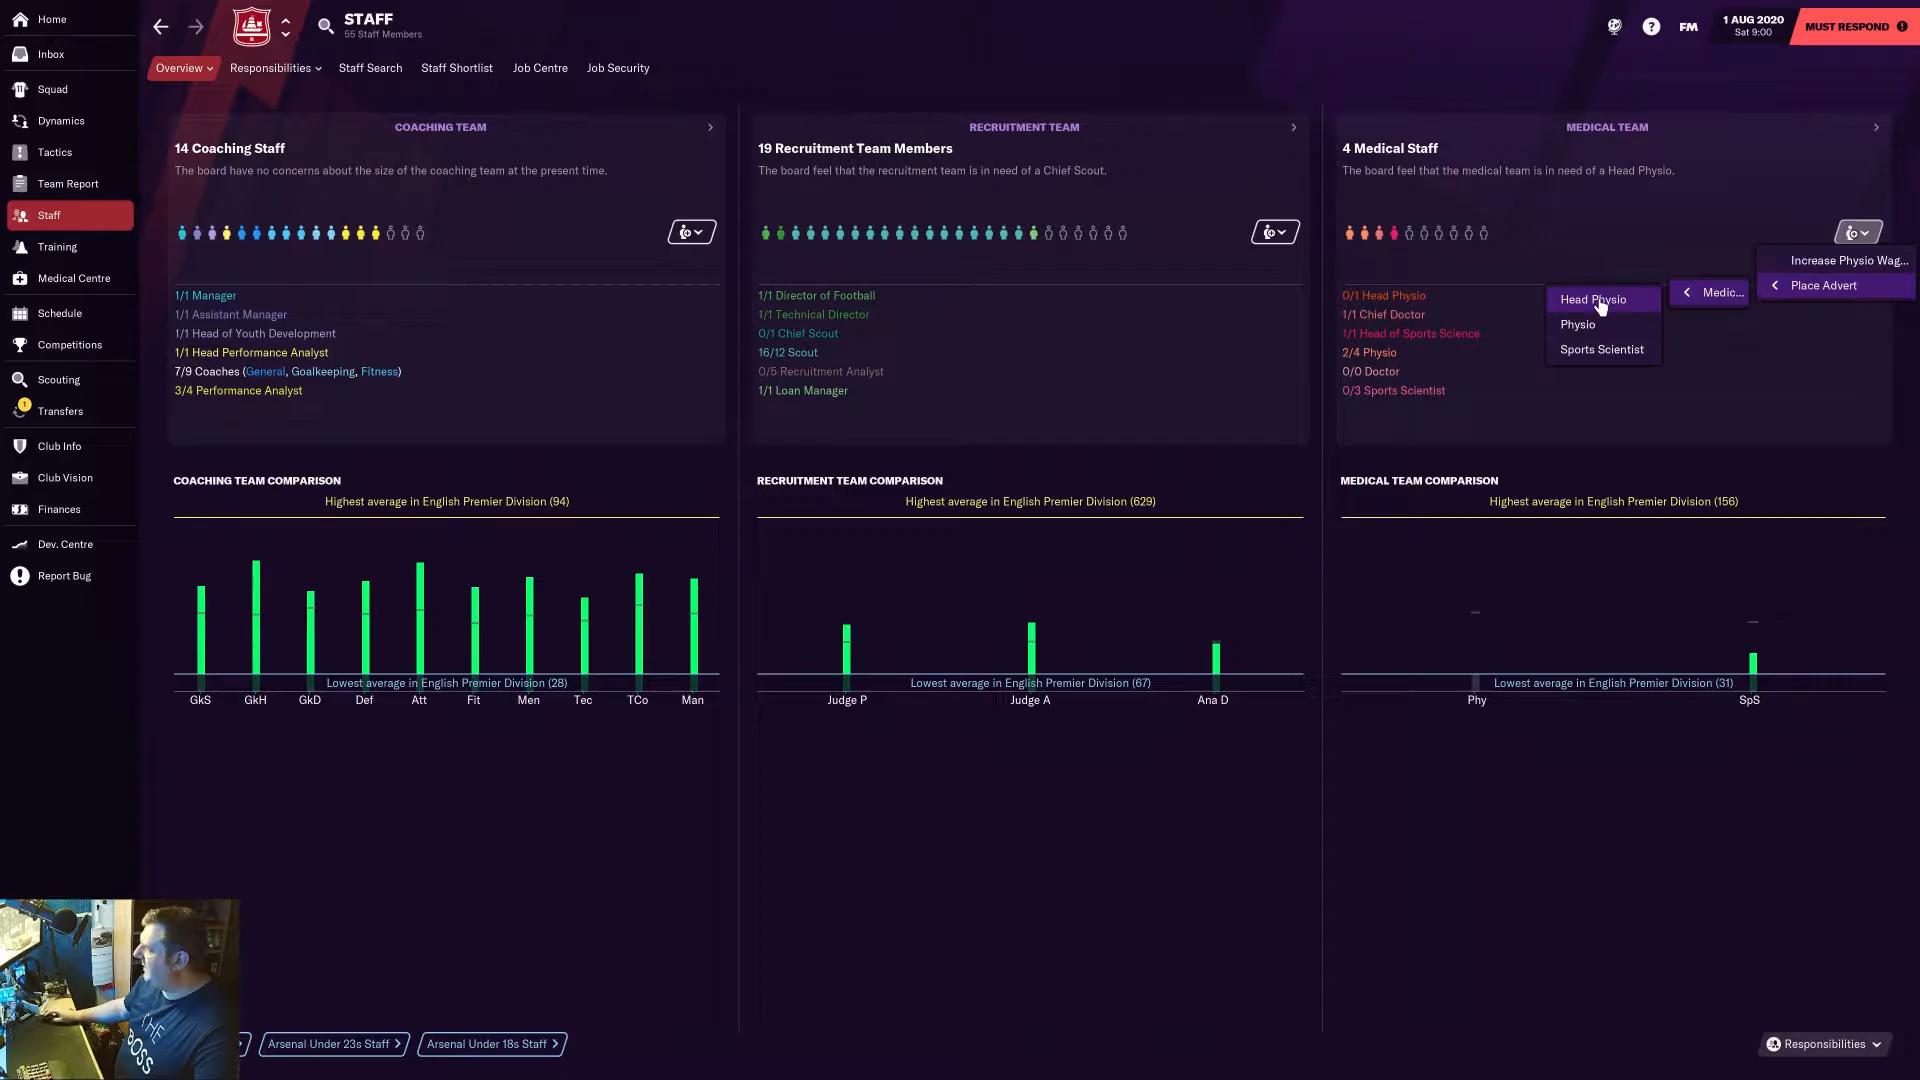 Home
Inbox
Squad
Dynamics
Tactics
Team Report
Staff
Training
Medical Centre
Schedule
Competitions
Scouting
1
Transfers
Club Info
Club Vision
Finances
Dev. Centre
Report Bug
STAFF
55 Staff Members
FM
1 AUG 2020
Sat 9:00
MUST RESPOND
Overview
Responsibilities
Staff Search
Staff Shortlist
Job Centre
Job Security
COACHING TEAM
14 Coaching Staff
The board have no concerns about the size of the coaching team at the present time.
1/1 Manager
1/1 Assistant Manager
1/1 Head of Youth Development
1/1 Head Performance Analyst
7/9 Coaches (General, Goalkeeping, Fitness)
3/4 Performance Analyst
RECRUITMENT TEAM
19 Recruitment Team Members
The board feel that the recruitment team is in need of a Chief Scout.
1/1 Director of Football
1/1 Technical Director
0/1 Chief Scout
16/12 Scout
0/5 Recruitment Analyst
1/1 Loan Manager
MEDICAL TEAM
4 Medical Staff
The board feel that the medical team is in need of a Head Physio.
Increase Physio Wag...
Place Advert
Medic...
Head Physio
Physio
Sports Scientist
0/1 Head Physio
1/1 Chief Doctor
1/1 Head of Sports Science
2/4 Physio
0/0 Doctor
0/3 Sports Scientist
COACHING TEAM COMPARISON
Highest average in English Premier Division (94)
Lowest average in English Premier Division (28)
GkS GkH GkD Def Att Fit Men Tec TCo Man
RECRUITMENT TEAM COMPARISON
Highest average in English Premier Division (629)
Lowest average in English Premier Division (67)
Judge P Judge A Ana D
MEDICAL TEAM COMPARISON
Highest average in English Premier Division (156)
Lowest average in English Premier Division (31)
Phy SpS
THE
BOSS
Arsenal Under 23s Staff
Arsenal Under 18s Staff
Responsibilities